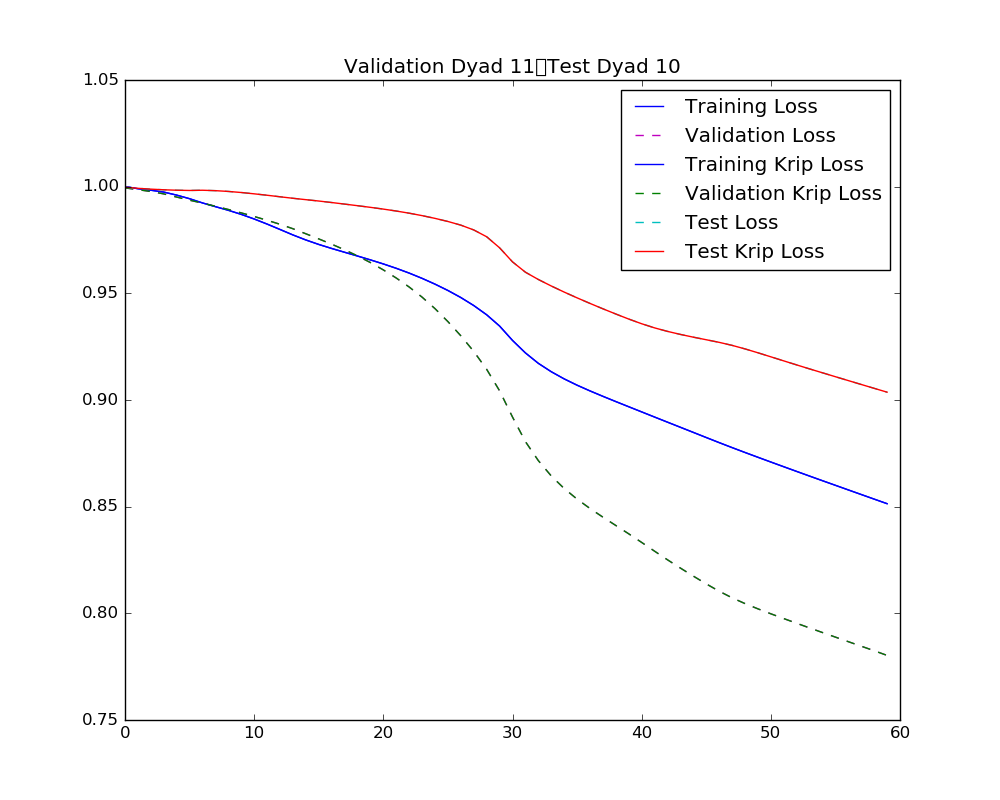 Validation Dyad 11▯Test Dyad 10
1.05
1.00
0.95
0.90
0.85
0.80
0.75
0 10 20 30 40 50 60
Training Loss
Validation Loss
Training Krip Loss
Validation Krip Loss
Test Loss
Test Krip Loss